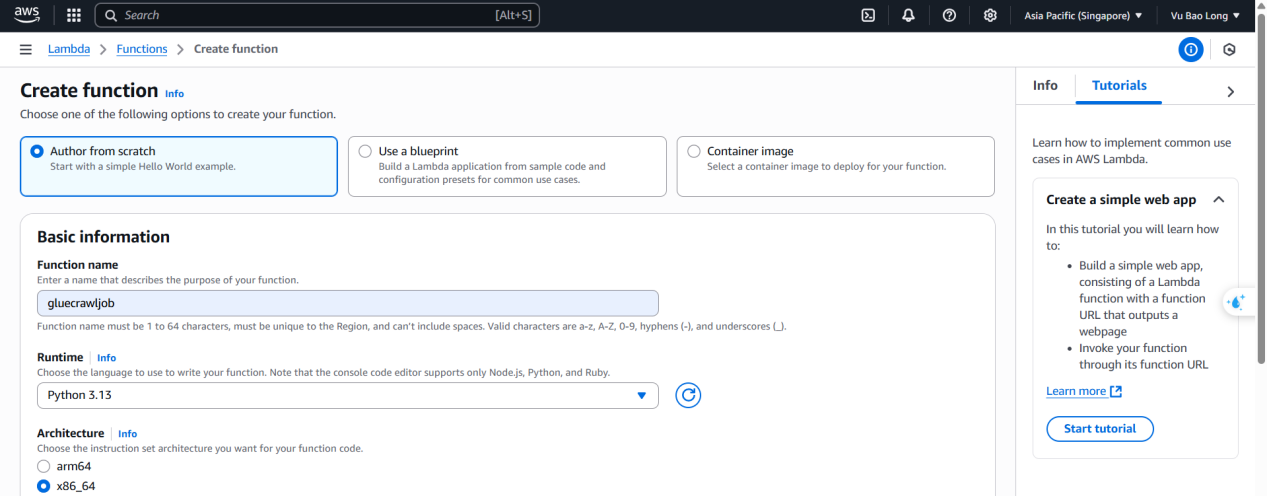 aws
Search
[Alt+S]
Asia Pacific (Singapore)
Vu Bao Long
Lambda
Functions
Create function
Create function
Info
Choose one of the following options to create your function.
Author from scratch
Start with a simple Hello World example.
Use a blueprint
Build a Lambda application from sample code and
configuration presets for common use cases.
Container image
Select a container image to deploy for your function.
Basic information
Function name
Enter a name that describes the purpose of your function.
gluecrawljob
Function name must be 1 to 64 characters, must be unique to the Region, and can't include spaces. Valid characters are a-z, A-Z, 0-9, hyphens (-), and underscores (_).
Runtime
Info
Choose the language to use to write your function. Note that the console code editor supports only Node.js, Python, and Ruby.
Python 3.13
Architecture
Info
Choose the instruction set architecture you want for your function code.
arm64
x86_64
Info
Tutorials
Learn how to implement common use
cases in AWS Lambda.
Create a simple web app
In this tutorial you will learn how
to:
• Build a simple web app,
consisting of a Lambda
function with a function
URL that outputs a
webpage
• Invoke your function
through its function URL
Learn more
Start tutorial